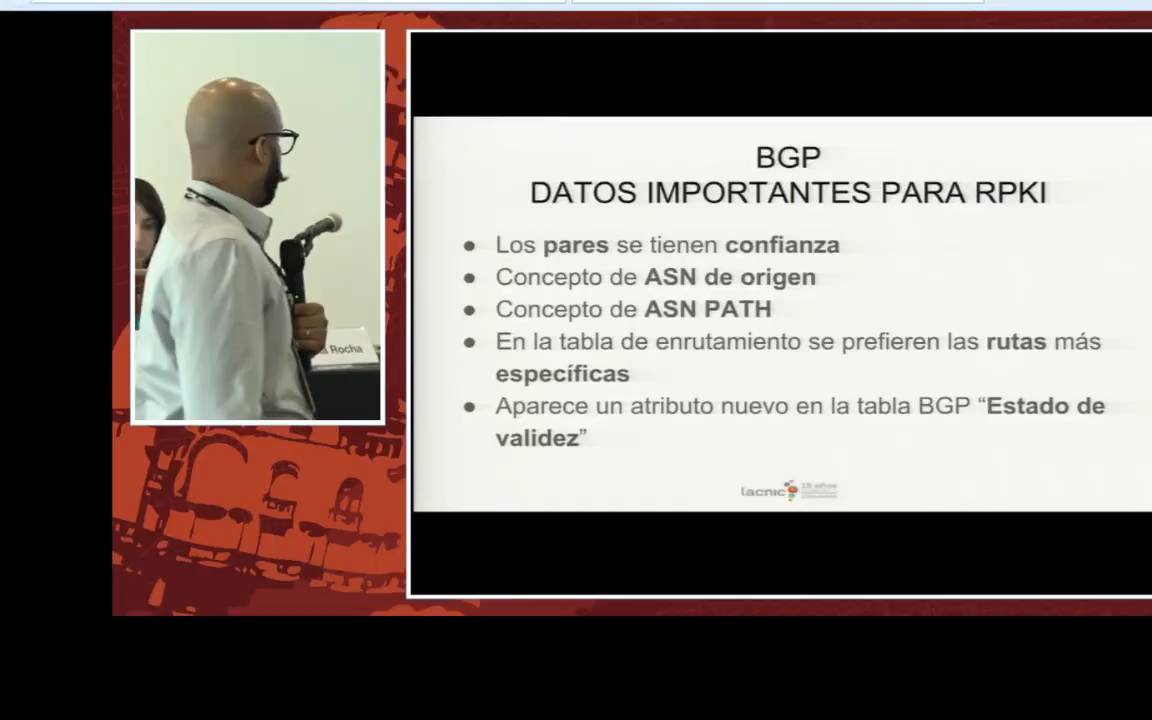 BGP
DATOS IMPORTANTES PARA RPKI
● Los pares se tienen confianza
● Concepto de ASN de origen
● Concepto de ASN PATH
● En la tabla de enrutamiento se prefieren las rutas más
específicas
● Aparece un atributo nuevo en la tabla BGP “Estado de
validez”
lacnic 15 años
Rocha